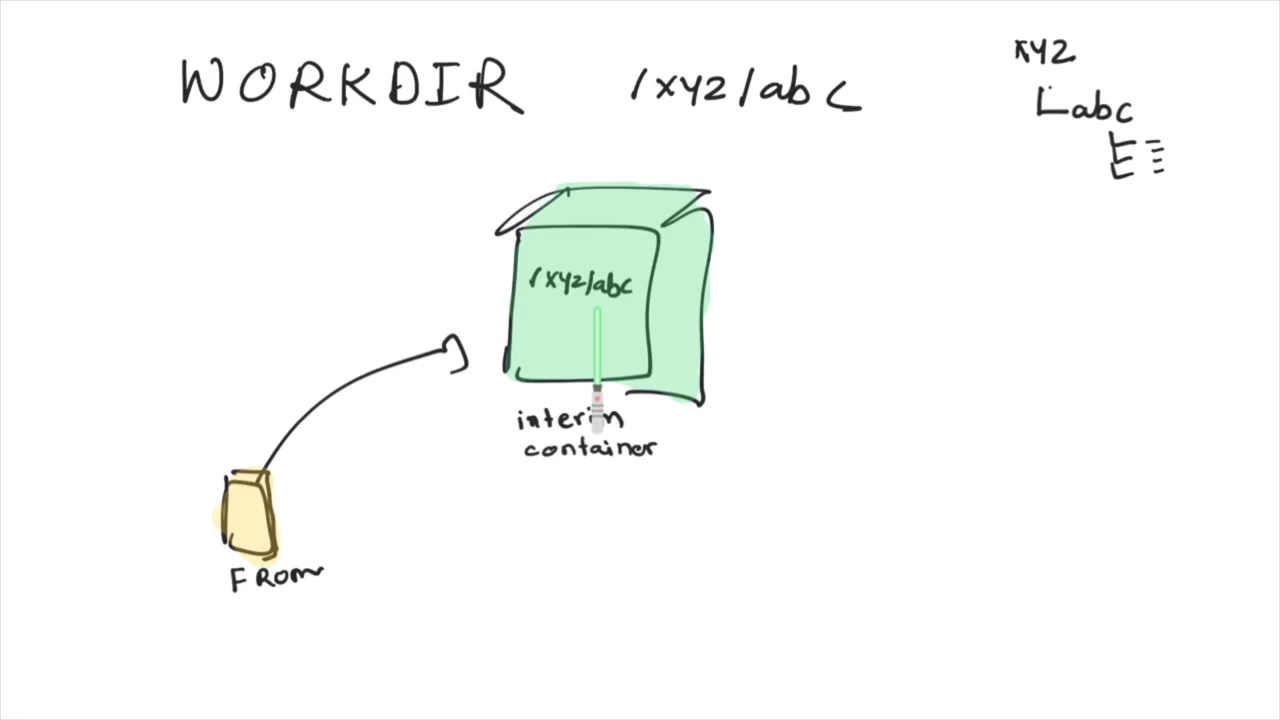 WORKDIR /xyz/abc
xyz
abc
/xyz/abc
interim
container
FROM